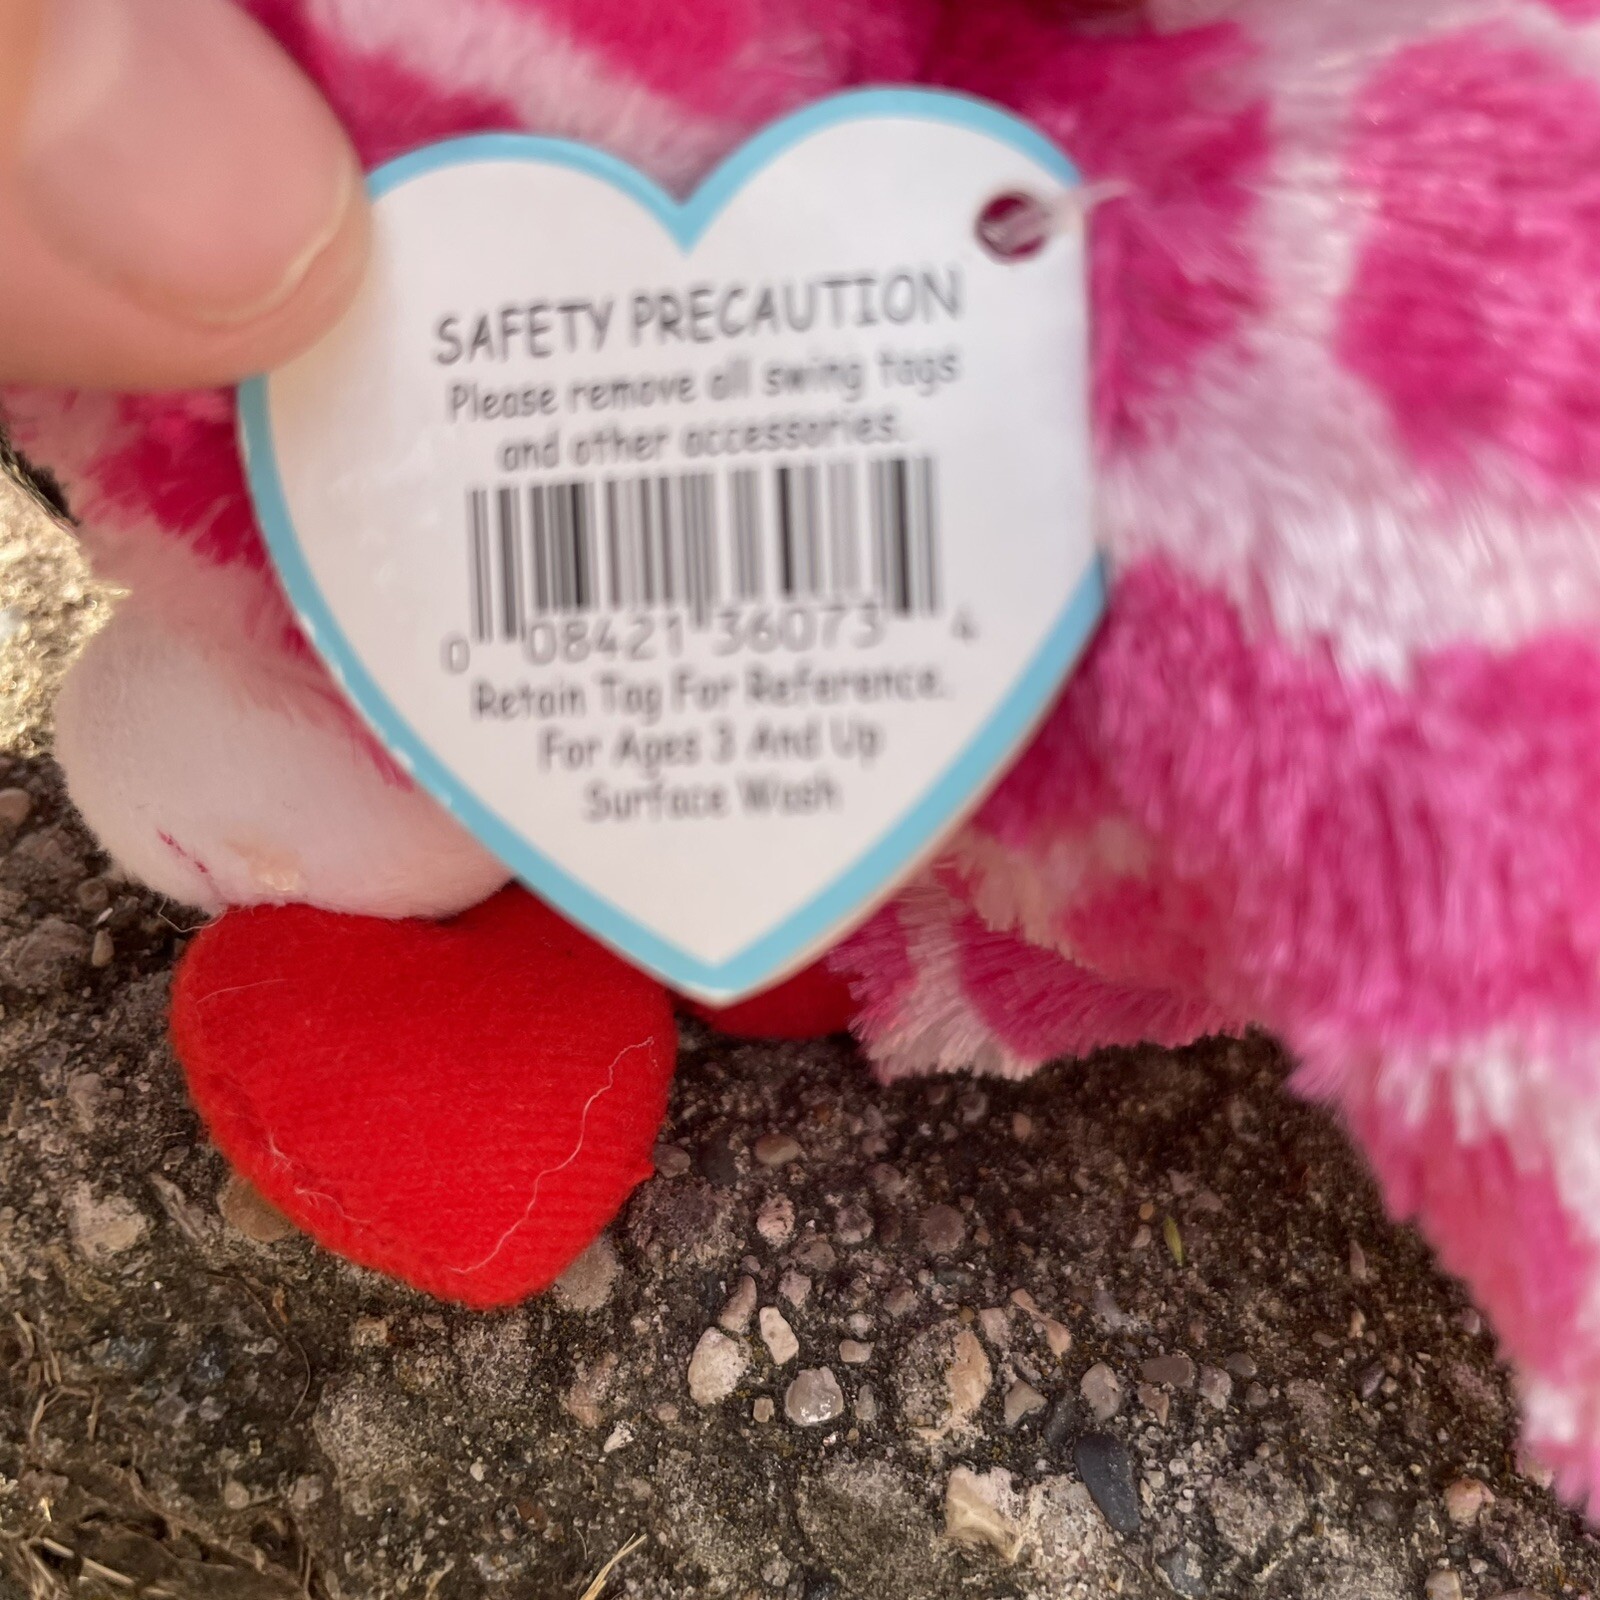 SAFETY PRECAUTION
Please remove all swing tags
and other accessories.
0 08421 36073 4
Retain Tag For Reference.
For Ages 3 And Up
Surface Wash